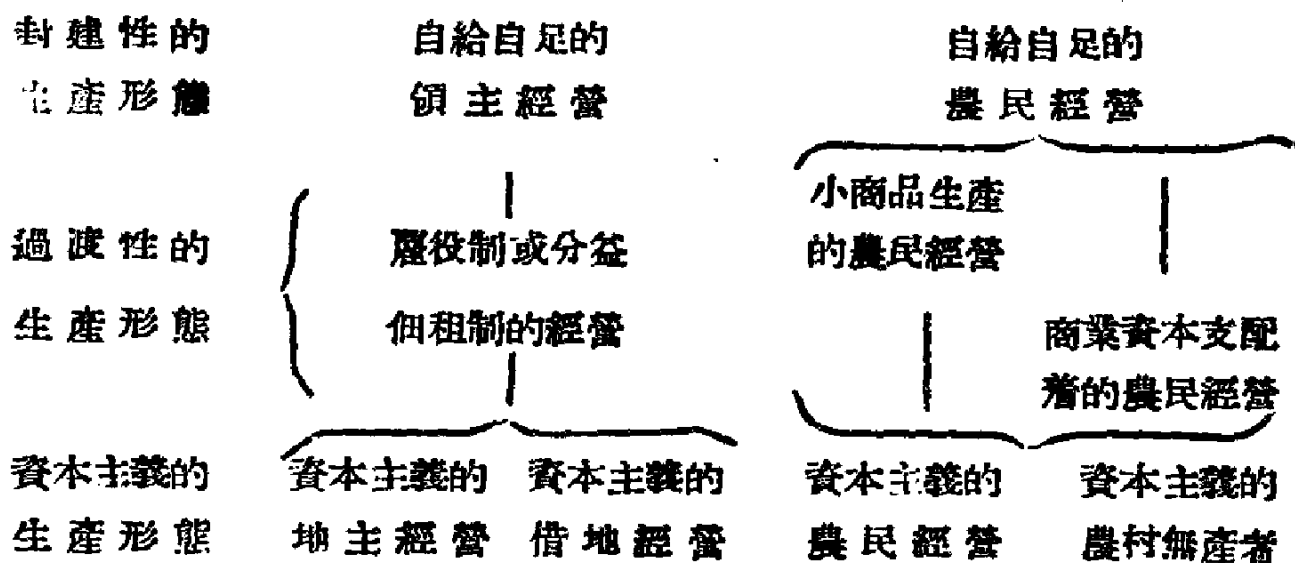 封建性的 自給自足的 自給自足的
生產形態 領主經營 農民經營
小商品生產
過渡性的 雇役制或分益 的農民經營
生產形態 佃租制的經營 商業資本支配
着的農民經營
資本主義的 資本主義的 資本主義的 資本主義的 資本主義的
生產形態 地主經營 借地經營 農民經營 農村無產者